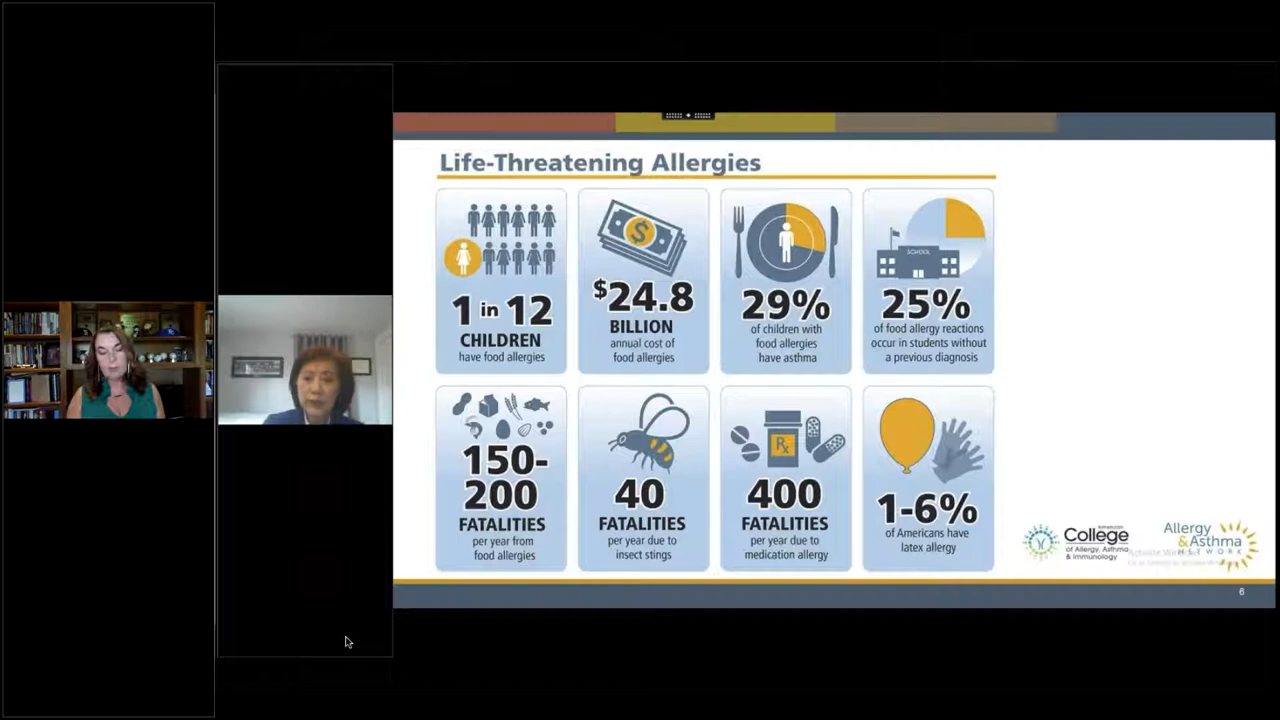 Life-Threatening Allergies
1 in 12
CHILDREN
have food allergies
$24.8
BILLION
annual cost of
food allergies
29%
of children with
food allergies
have asthma
SCHOOL
25%
of food allergy reactions
occur in students without
a previous diagnosis
150-
200
FATALITIES
per year from
food allergies
40
FATALITIES
per year due to
insect stings
Rx
400
FATALITIES
per year due to
medication allergy
1-6%
of Americans have
latex allergy
American
College
of Allergy, Asthma
& Immunology
Allergy
& Asthma
NETWORK
6